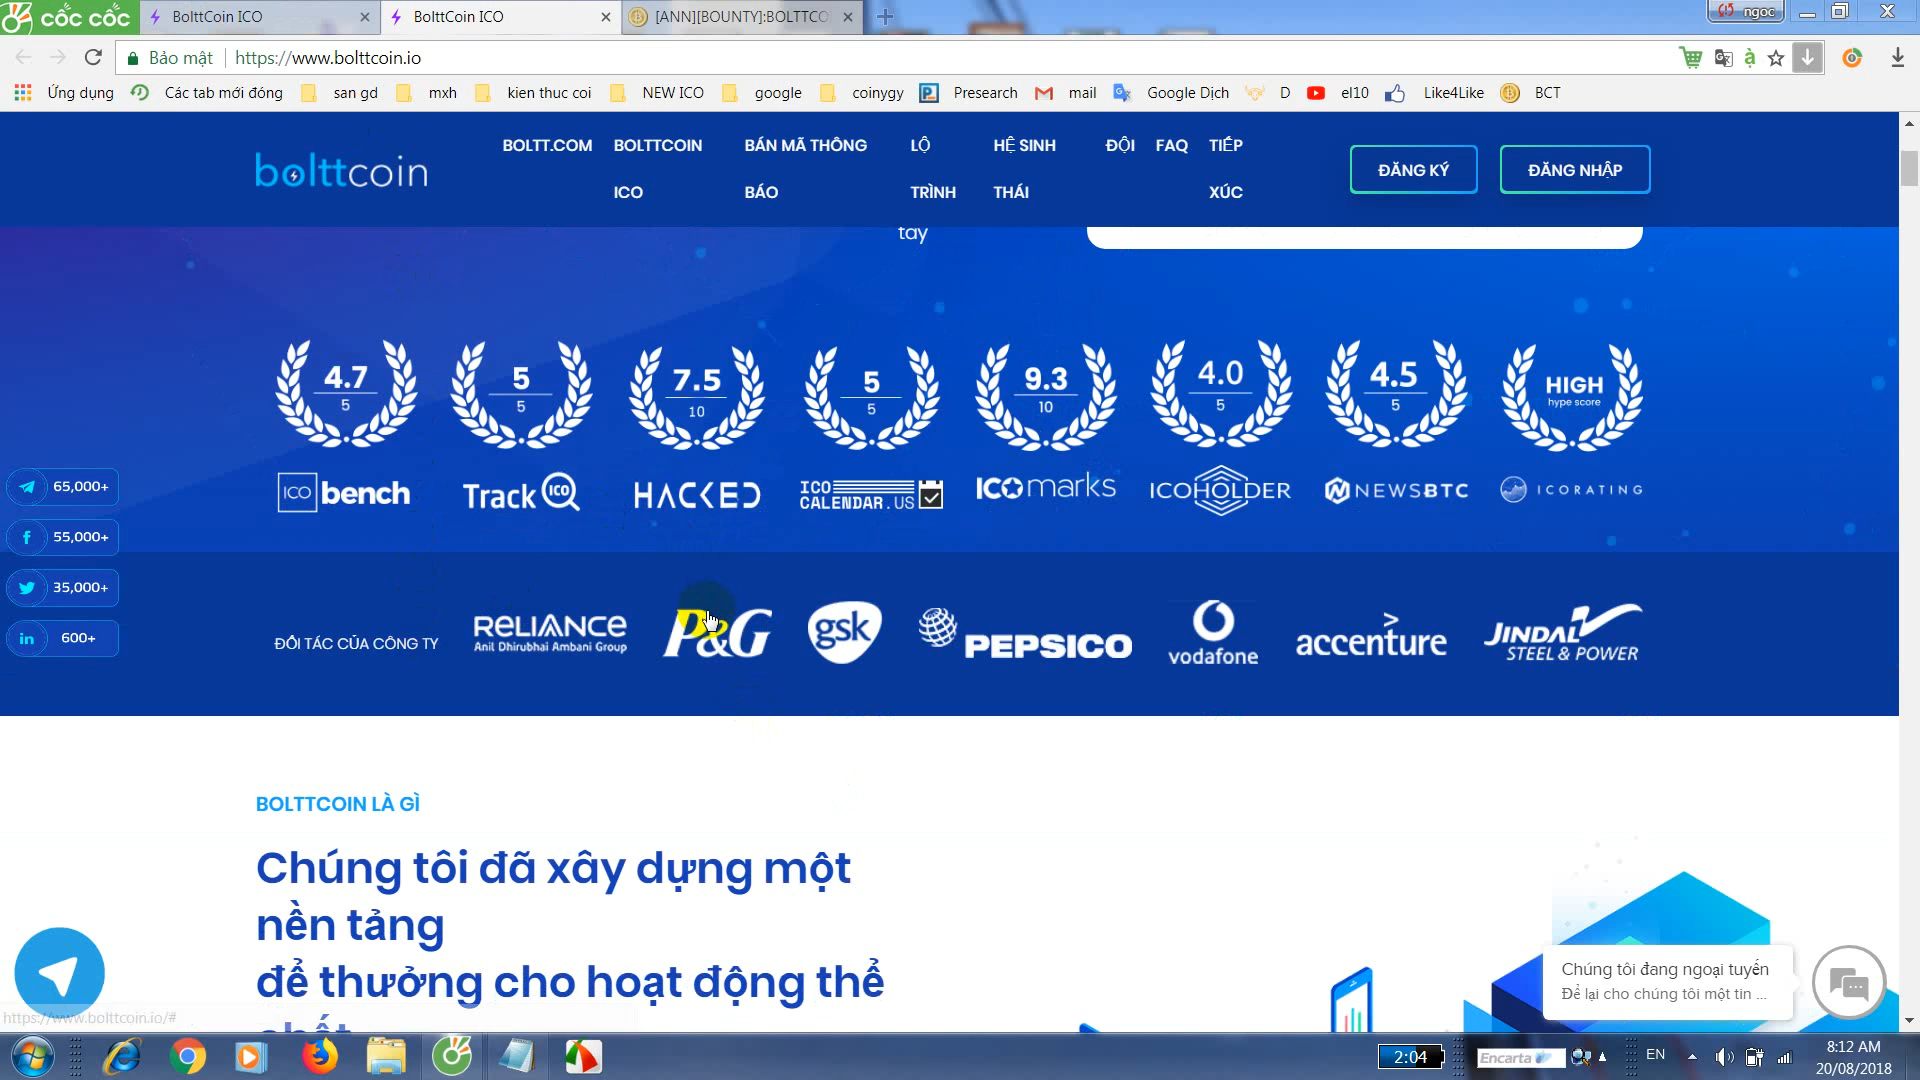 cốc cốc
BolttCoin ICO
BolttCoin ICO
[ANN][BOUNTY]:BOLTTCO
ngoc
Bảo mật
https://www.bolttcoin.io
Ứng dụng
Các tab mới đóng
san gd
mxh
kien thuc coi
NEW ICO
google
coinygy
Presearch
mail
Google Dịch
D
el10
Like4Like
BCT
bolttcoin
BOLTT.COM
BOLTTCOIN
ICO
BÁN MÃ THÔNG
BÁO
LỘ
TRÌNH
HỆ SINH
THÁI
ĐỘI
FAQ
TIẾP
XÚC
ĐĂNG KÝ
ĐĂNG NHẬP
tay
4.7
5
5
5
7.5
10
5
5
9.3
10
4.0
5
4.5
5
HIGH
hype score
ICO bench
Track ICO
HACKED
ICO
CALENDAR.US
ICOmarks
ICOHOLDER
NEWSBTC
ICORATING
65,000+
55,000+
35,000+
600+
ĐỐI TÁC CỦA CÔNG TY
RELIANCE
Anil Dhirubhai Ambani Group
P&G
gsk
PEPSICO
vodafone
accenture
JINDAL
STEEL & POWER
BOLTTCOIN LÀ GÌ
Chúng tôi đã xây dựng một
nền tảng
để thưởng cho hoạt động thể
chất
Chúng tôi đang ngoại tuyến
Để lại cho chúng tôi một tin ...
https://www.bolttcoin.io/#
2:04
Encarta
EN
8:12 AM
20/08/2018